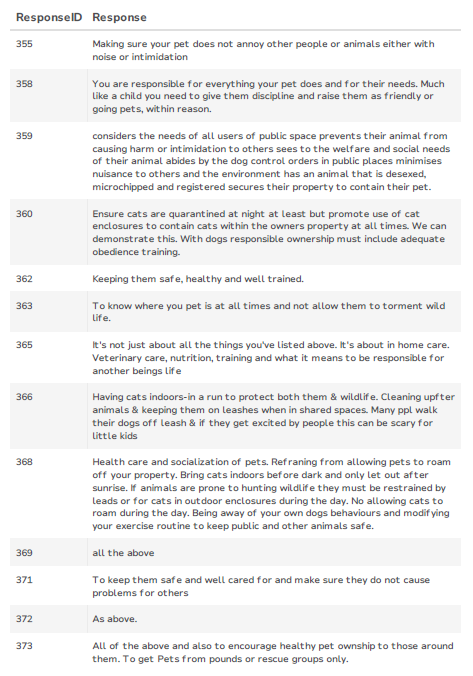 ResponseID Response
355 Making sure your pet does not annoy other people or animals either with
noise or intimidation
358 You are responsible for everything your pet does and for their needs. Much
like a child you need to give them discipline and raise them as friendly or
going pets, within reason.
359 considers the needs of all users of public space prevents their animal from
causing harm or intimidation to others sees to the welfare and social needs
of their animal abides by the dog control orders in public places minimises
nuisance to others and the environment has an animal that is desexed,
microchipped and registered secures their property to contain their pet.
360 Ensure cats are quarantined at night at least but promote use of cat
enclosures to contain cats within the owners property at all times. We can
demonstrate this. With dogs responsible ownership must include adequate
obedience training.
362 Keeping them safe, healthy and well trained.
363 To know where you pet is at all times and not allow them to torment wild
life.
365 It's not just about all the things you've listed above. It's about in home care.
Veterinary care, nutrition, training and what it means to be responsible for
another beings life
366 Having cats indoors-in a run to protect both them & wildlife. Cleaning upfter
animals & keeping them on leashes when in shared spaces. Many ppl walk
their dogs off leash & if they get excited by people this can be scary for
little kids
368 Health care and socialization of pets. Refraning from allowing pets to roam
off your property. Bring cats indoors before dark and only let out after
sunrise. If animals are prone to hunting wildlife they must be restrained by
leads or for cats in outdoor enclosures during the day. No allowing cats to
roam during the day. Being away of your own dogs behaviours and modifying
your exercise routine to keep public and other animals safe.
369 all the above
371 To keep them safe and well cared for and make sure they do not cause
problems for others
372 As above.
373 All of the above and also to encourage healthy pet ownship to those around
them. To get Pets from pounds or rescue groups only.